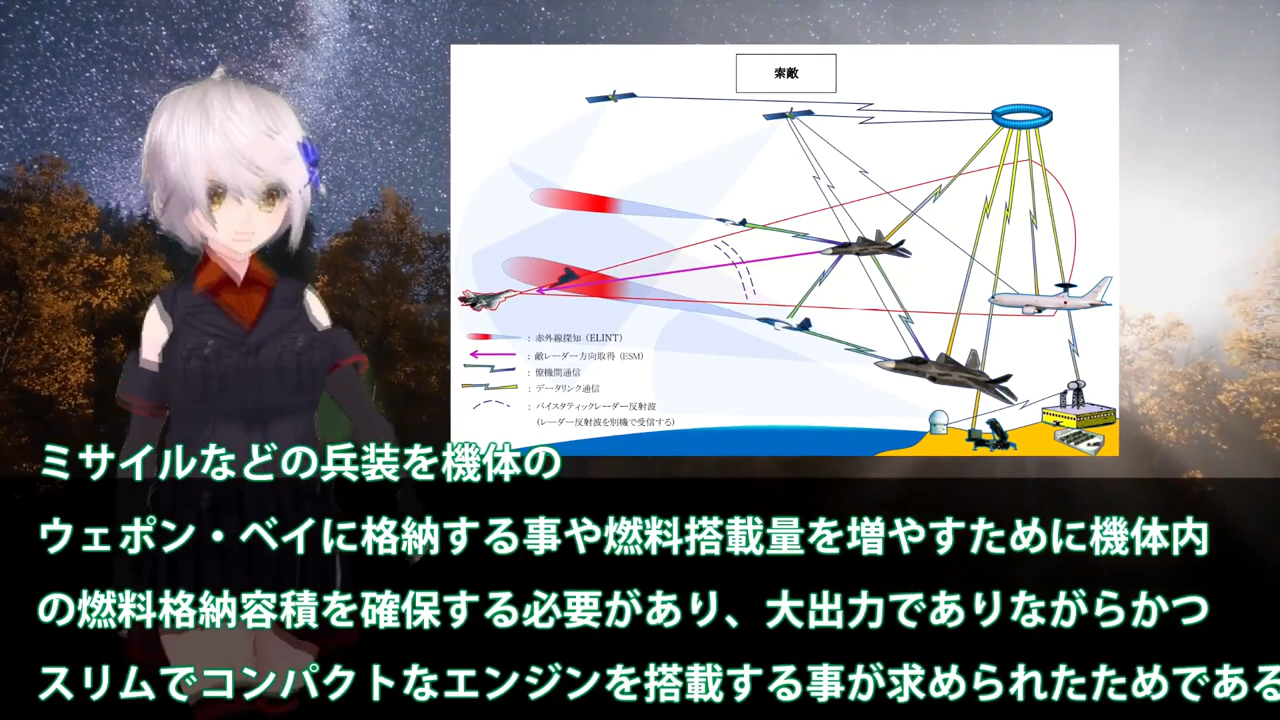 索敵
：赤外線探知（ELINT）
：敵レーダー方向取得（ESM）
：僚機間通信
：データリンク通信
：バイスタティックレーダー反射波
（レーダー反射波を別機で受信する）
ミサイルなどの兵装を機体の
ウェポン・ベイに格納する事や燃料搭載量を増やすために機体内
の燃料格納容積を確保する必要があり、大出力でありながらかつ
スリムでコンパクトなエンジンを搭載する事が求められたためである